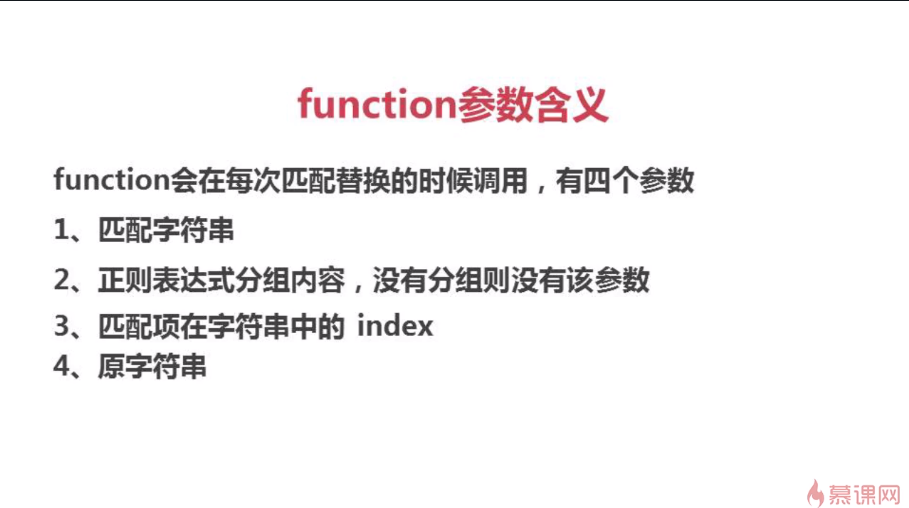 function参数含义
function会在每次匹配替换的时候调用，有四个参数
1、匹配字符串
2、正则表达式分组内容，没有分组则没有该参数
3、匹配项在字符串中的 index
4、原字符串
慕课网